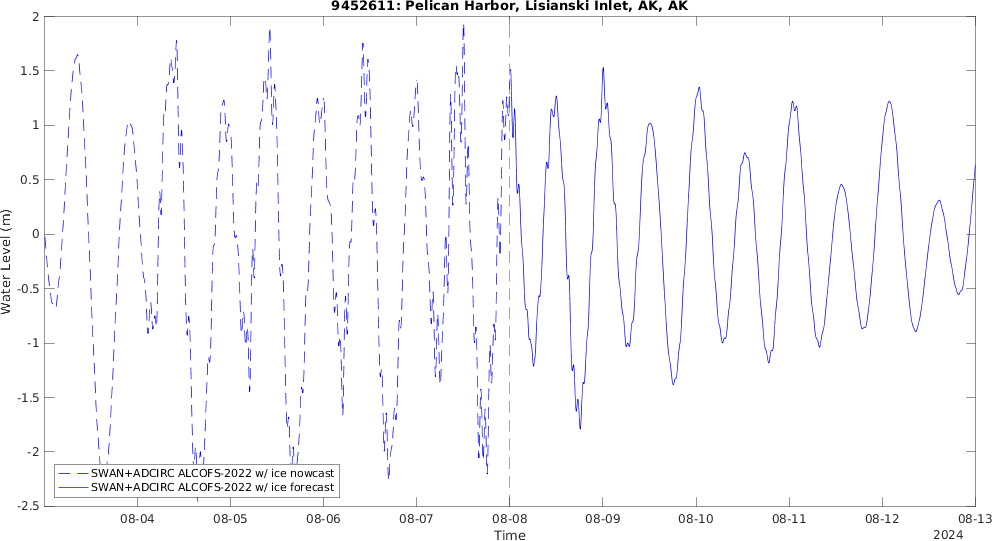 9452611: Pelican Harbor, Lisianski Inlet, AK, AK
Water Level (m)
2
1.5
1
0.5
0
-0.5
-1
-1.5
-2
-2.5
SWAN+ADCIRC ALCOFS-2022 w/ ice nowcast
SWAN+ADCIRC ALCOFS-2022 w/ ice forecast
08-04 08-05 08-06 08-07 08-08 08-09 08-10 08-11 08-12 08-13
Time
2024